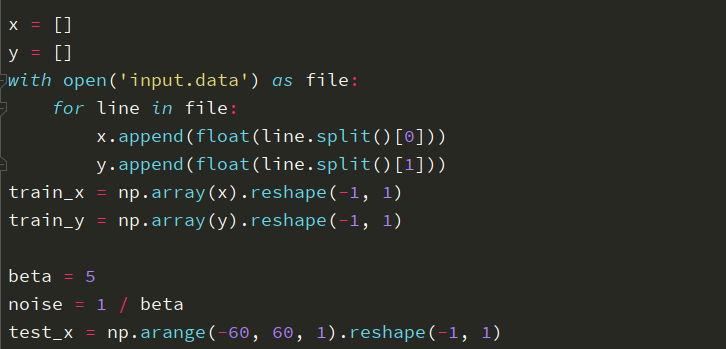 x = []
y = []
with open('input.data') as file:
    for line in file:
        x.append(float(line.split()[0]))
        y.append(float(line.split()[1]))
train_x = np.array(x).reshape(-1, 1)
train_y = np.array(y).reshape(-1, 1)

beta = 5
noise = 1 / beta
test_x = np.arange(-60, 60, 1).reshape(-1, 1)